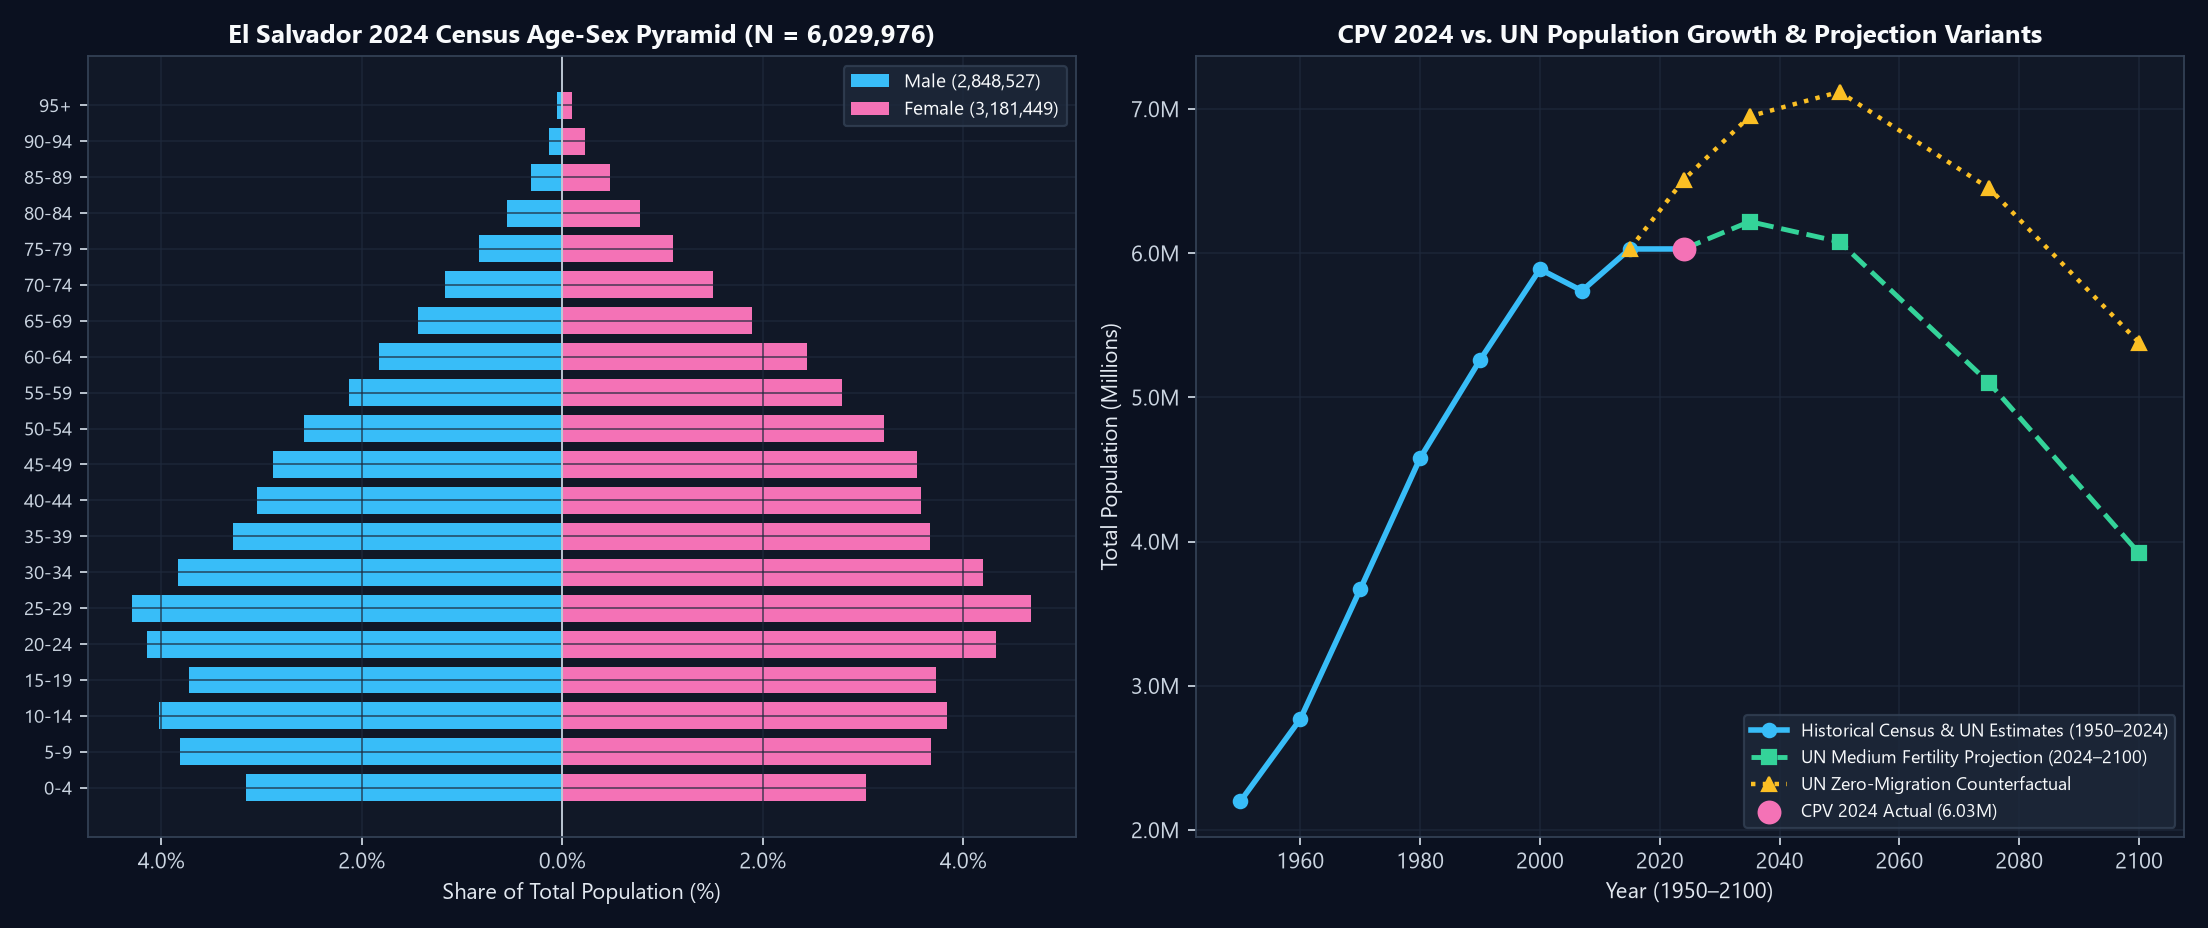 El Salvador 2024 Census Age-Sex Pyramid (N = 6,029,976)
Male (2,848,527)
Female (3,181,449)
95+
90-94
85-89
80-84
75-79
70-74
65-69
60-64
55-59
50-54
45-49
40-44
35-39
30-34
25-29
20-24
15-19
10-14
5-9
0-4
4.0%
2.0%
0.0%
2.0%
4.0%
Share of Total Population (%)
CPV 2024 vs. UN Population Growth & Projection Variants
Total Population (Millions)
7.0M
6.0M
5.0M
4.0M
3.0M
2.0M
Historical Census & UN Estimates (1950–2024)
UN Medium Fertility Projection (2024–2100)
UN Zero-Migration Counterfactual
CPV 2024 Actual (6.03M)
1960
1980
2000
2020
2040
2060
2080
2100
Year (1950–2100)